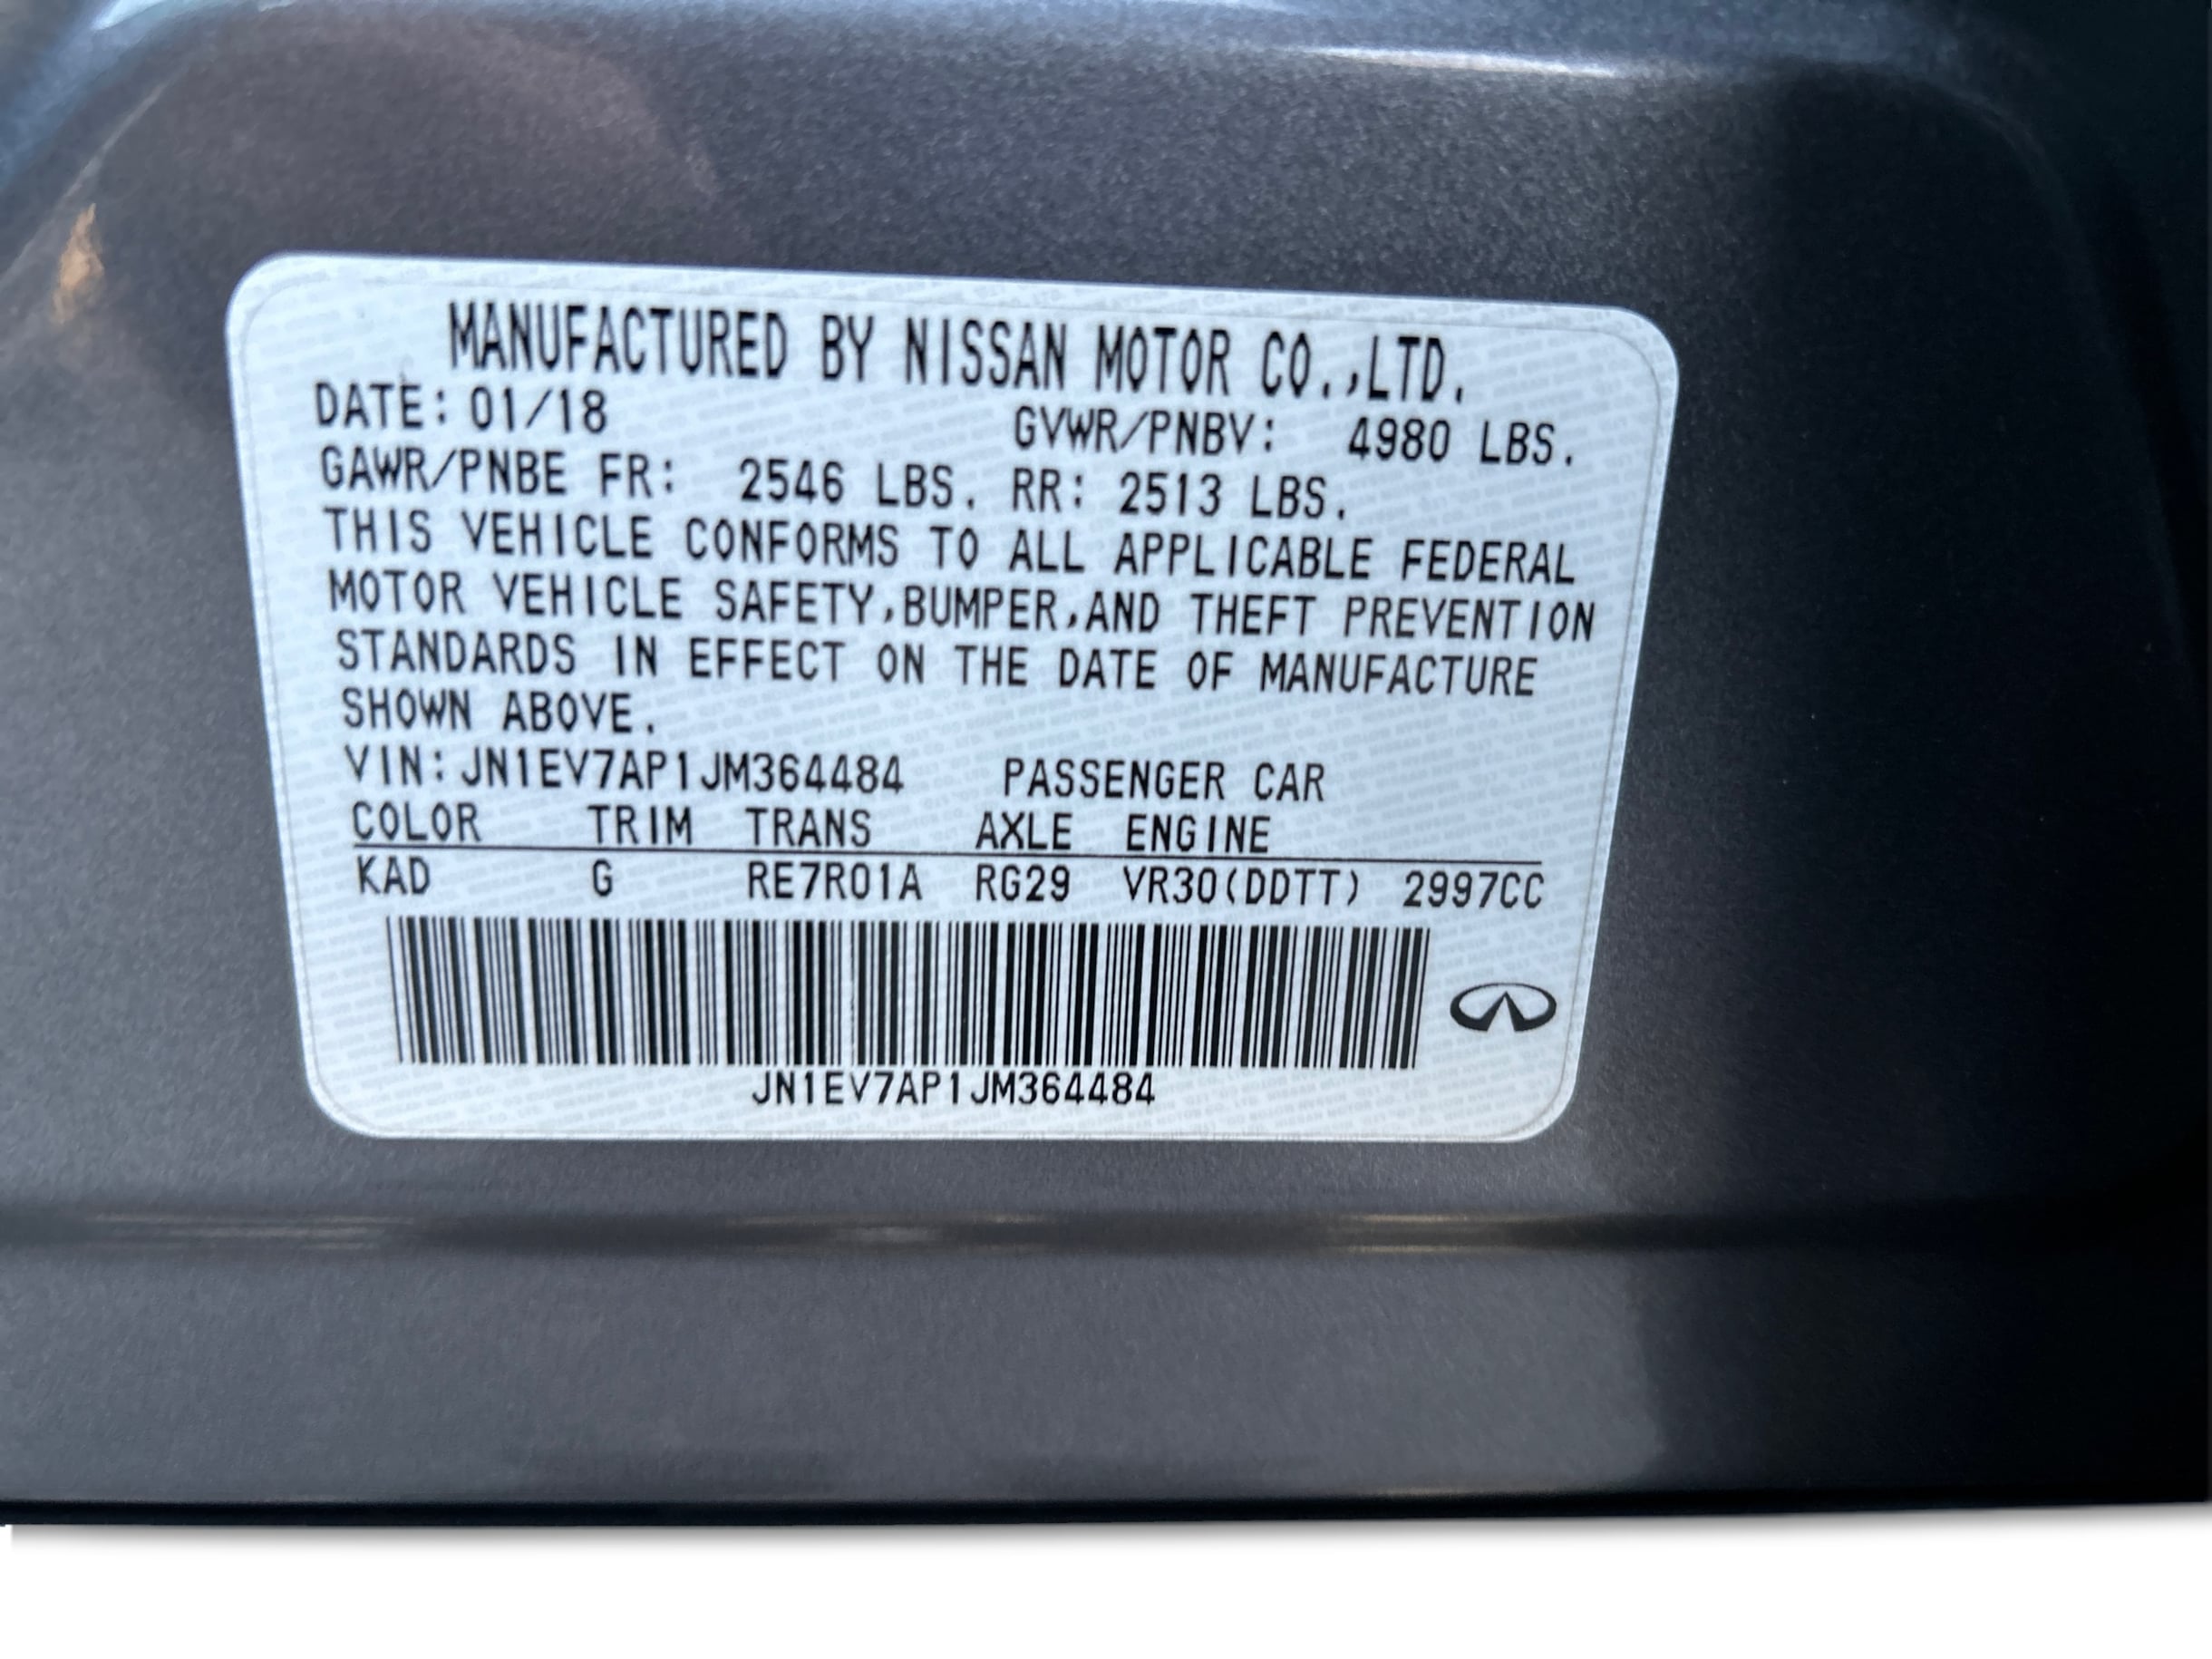 MANUFACTURED BY NISSAN MOTOR CO.,LTD.
DATE: 01/18 GVWR/PNBV: 4980 LBS.
GAWR/PNBE FR: 2546 LBS. RR: 2513 LBS.
THIS VEHICLE CONFORMS TO ALL APPLICABLE FEDERAL
MOTOR VEHICLE SAFETY,BUMPER,AND THEFT PREVENTION
STANDARDS IN EFFECT ON THE DATE OF MANUFACTURE
SHOWN ABOVE.
VIN:JN1EV7AP1JM364484 PASSENGER CAR
COLOR TRIM TRANS AXLE ENGINE
KAD G RE7R01A RG29 VR30(DDTT) 2997CC
JN1EV7AP1JM364484